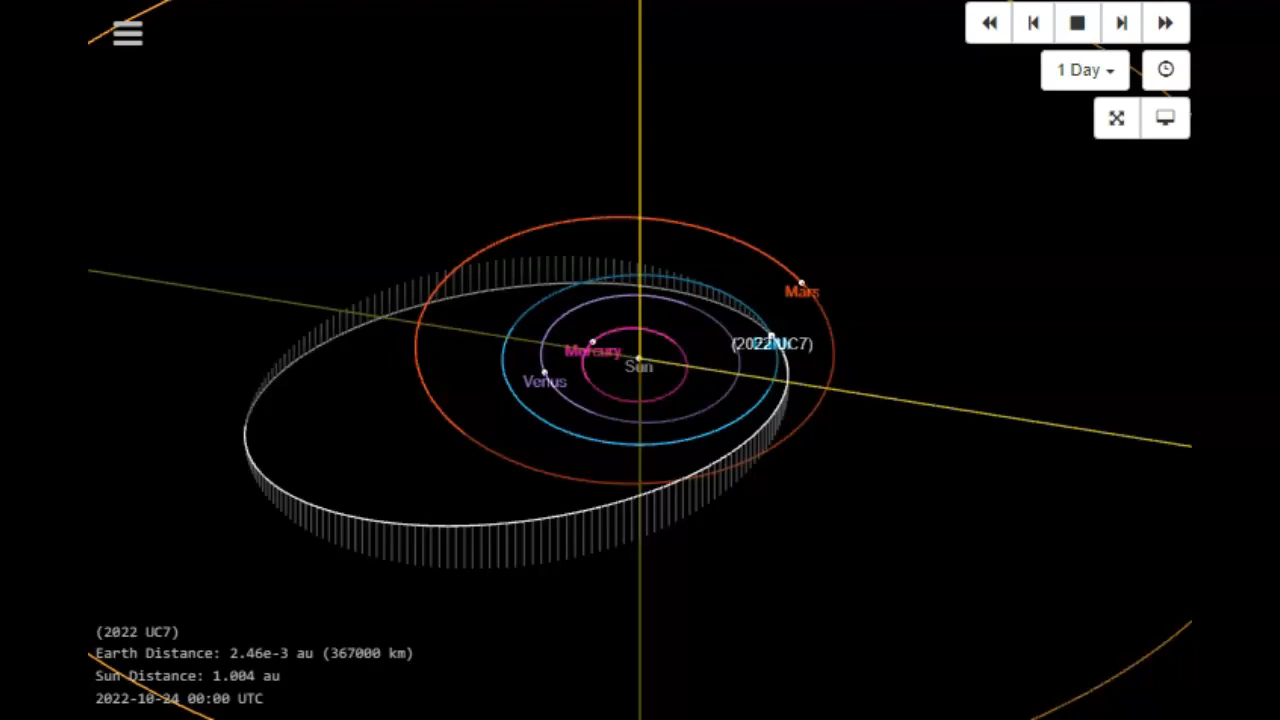 1 Day
Mars
(2022 UC7)
Mercury
Sun
Venus
(2022 UC7)
Earth Distance: 2.46e-3 au (367000 km)
Sun Distance: 1.004 au
2022-10-24 00:00 UTC